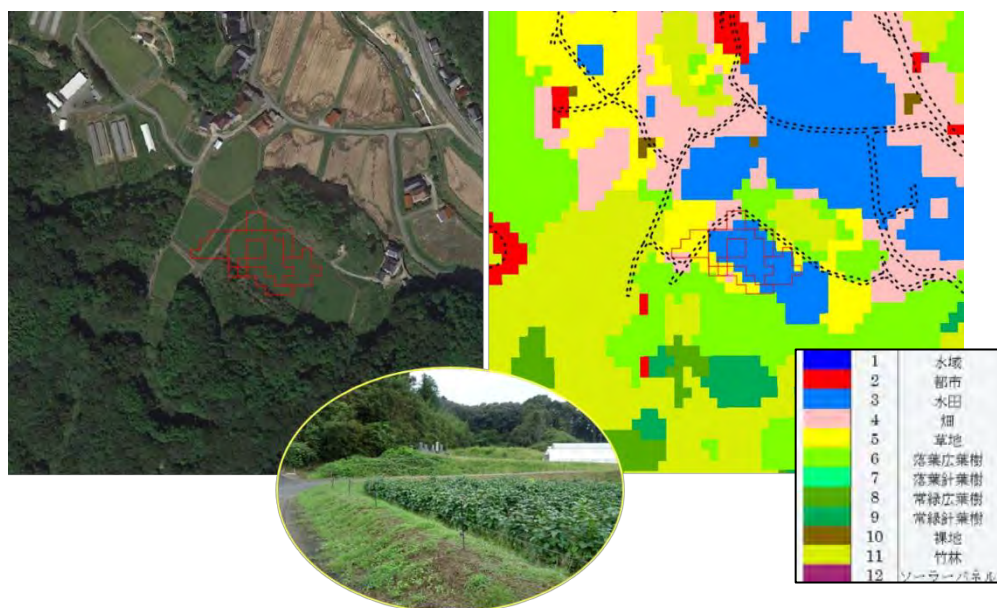 1 水域
2 都市
3 水田
4 畑
5 草地
6 落葉広葉樹
7 落葉針葉樹
8 常緑広葉樹
9 常緑針葉樹
10 裸地
11 竹林
12 ソーラーパネル